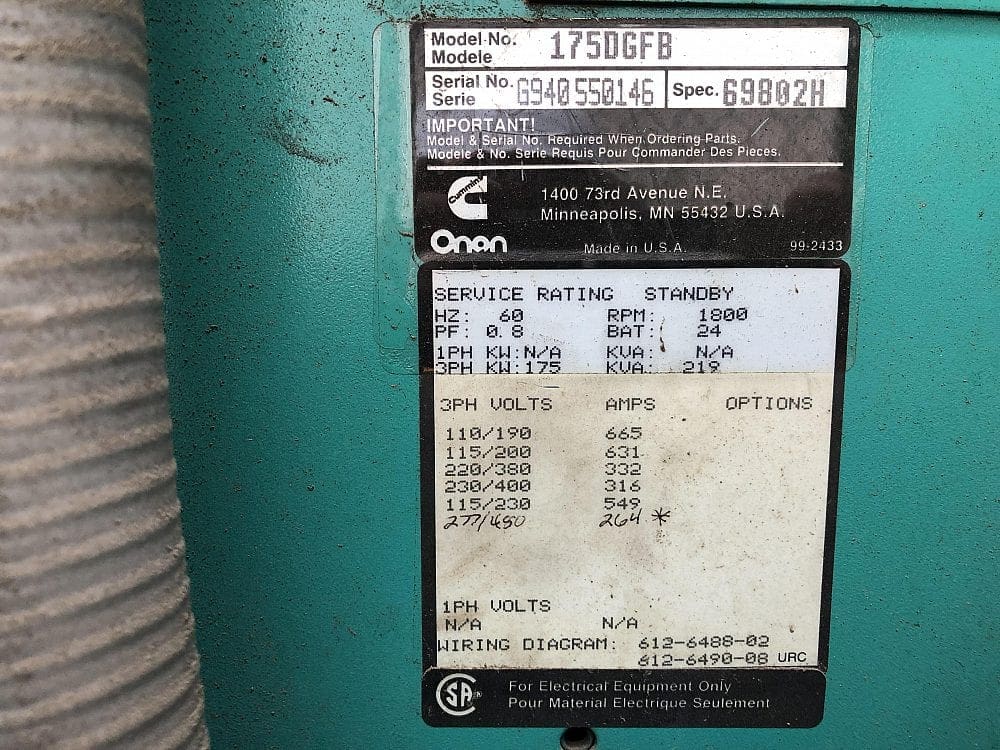 Model-No. 175DGFB
Modele
Serial No. G940550146 Spec. 69802H
Serie
IMPORTANT!
Model & Serial No. Required When Ordering Parts.
Modele & No. Serie Requis Pour Commander Des Pieces.
Cummins
1400 73rd Avenue N.E.
Minneapolis, MN 55432 U.S.A.
Onan Made in U.S.A. 99-2433
SERVICE RATING STANDBY
HZ: 60 RPM: 1800
PF: 0.8 BAT: 24
1PH KW:N/A KVA: N/A
3PH KW:175 KVA: 219
3PH VOLTS AMPS OPTIONS
110/190 665
115/200 631
220/380 332
230/400 316
115/230 549
277/480 264 *
1PH VOLTS
N/A N/A
WIRING DIAGRAM: 612-6488-02
612-6490-08 URC
SA® For Electrical Equipment Only
Pour Material Electrique Seulement